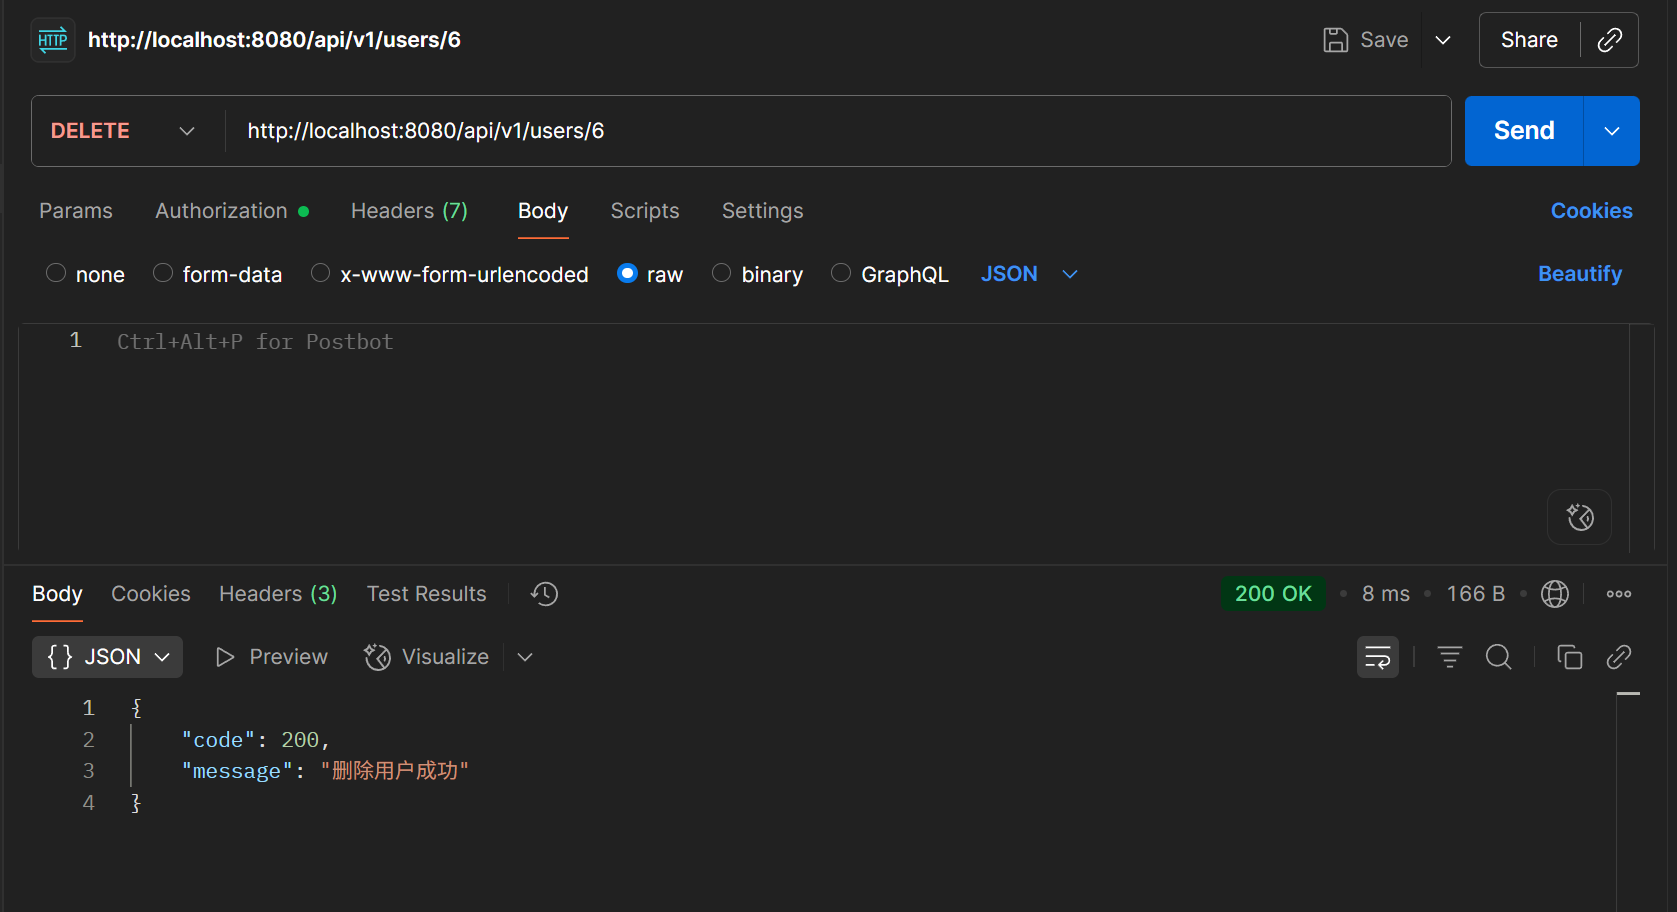 HTTP http://localhost:8080/api/v1/users/6 Save Share
DELETE http://localhost:8080/api/v1/users/6 Send
Params Authorization Headers (7) Body Scripts Settings Cookies
none form-data x-www-form-urlencoded raw binary GraphQL JSON Beautify
1 Ctrl+Alt+P for Postbot
Body Cookies Headers (3) Test Results 200 OK • 8 ms • 166 B •
{} JSON Preview Visualize
1 {
2 "code": 200,
3 "message": "删除用户成功"
4 }